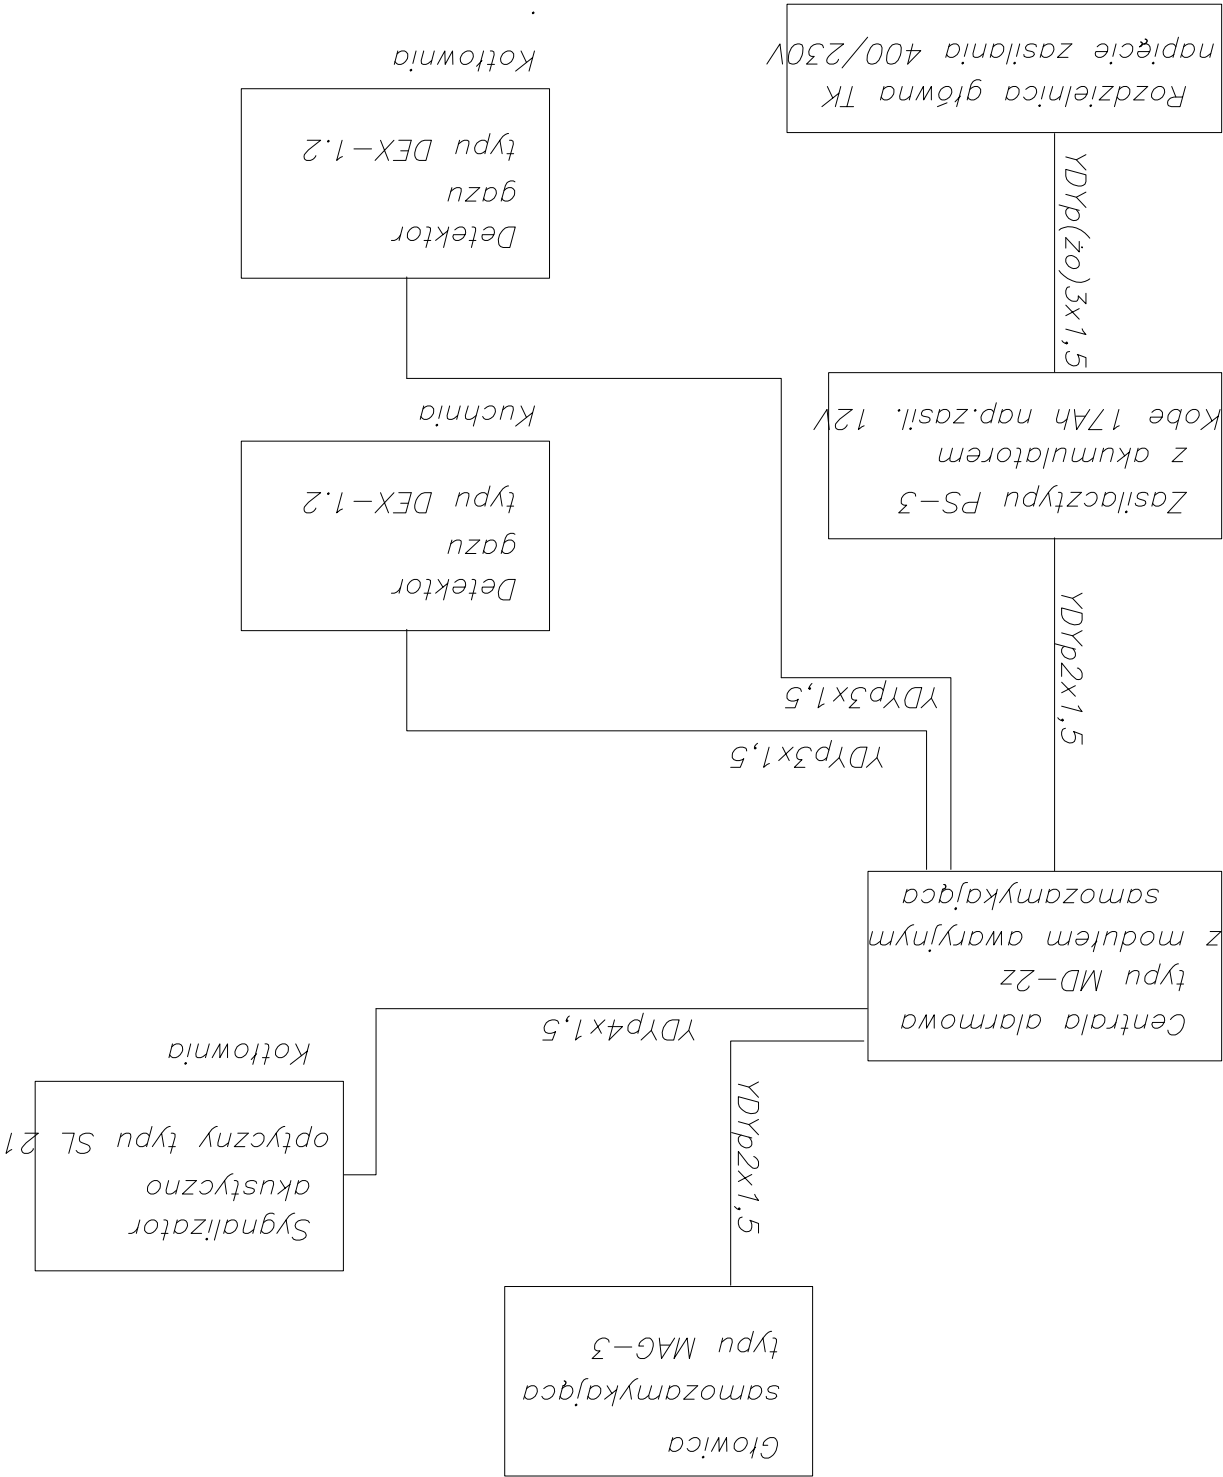 Głowica
samozamykająca
typu MAG-3
YDYp2x1,5
Sygnalizator
akustyczno
optyczny typu SL 21
Kotłownia
YDYp4x1,5
Centrala alarmowa
typu MD-2z
z modułem awaryjnym
samozamykająca
YDYp3x1,5
YDYp3x1,5
YDYp2x1,5
Detektor
gazu
typu DEX-1.2
Kuchnia
Zasilacztypu PS-3
z akumulatorem
Kobe 17Ah nap.zasil. 12V
YDYp(żo)3x1,5
Detektor
gazu
typu DEX-1.2
Kotłownia
Rozdzielnica główna TK
napięcie zasilania 400/230V